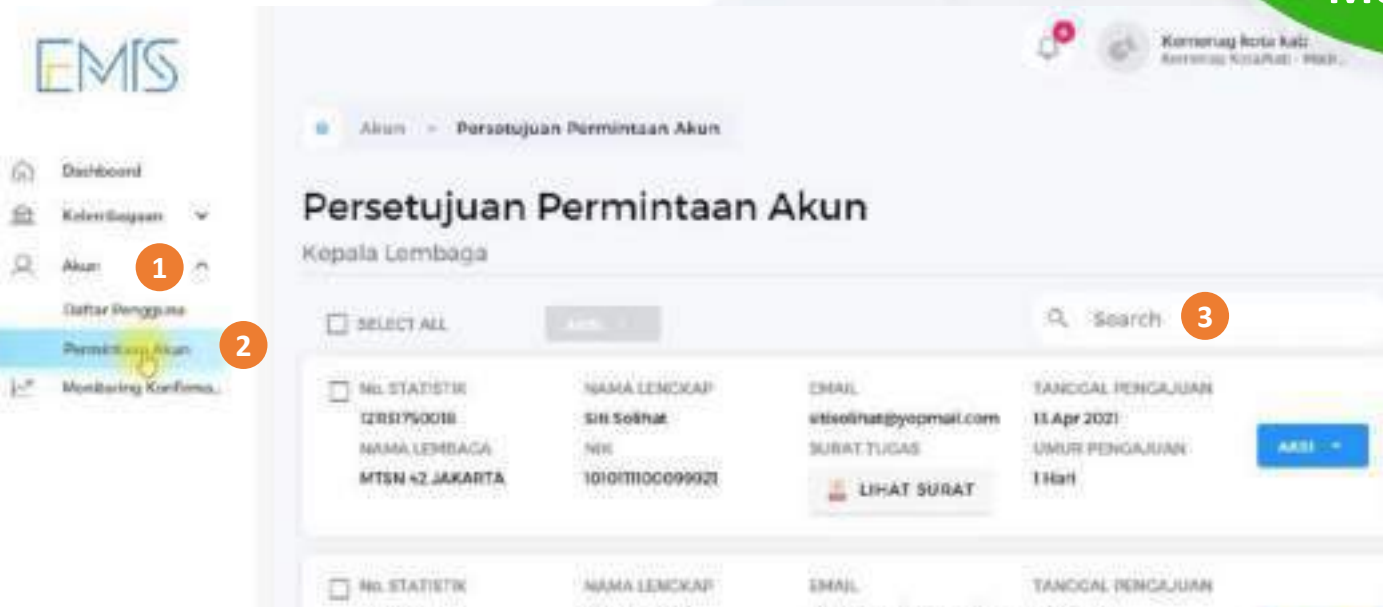 EMIS
Kemenag kota kab
Akun > Persetujuan Permintaan Akun
Dashboard
Kelembagaan
Akun 1
Daftar Pengguna
Permintaan Akun 2
Monitoring Konfirma...
Persetujuan Permintaan Akun
Kepala Lembaga
SELECT ALL
AKSI
Search 3
No. STATISTIK NAMA LENGKAP EMAIL TANGGAL PENGAJUAN
Siti Solihat sitisolihat@yopmail.com 13 Apr 2021
NAMA LEMBAGA NIK SURAT TUGAS UMUR PENGAJUAN AKSI
MTSN 42 JAKARTA LIHAT SURAT 1 Hari
No. STATISTIK NAMA LENGKAP EMAIL TANGGAL PENGAJUAN